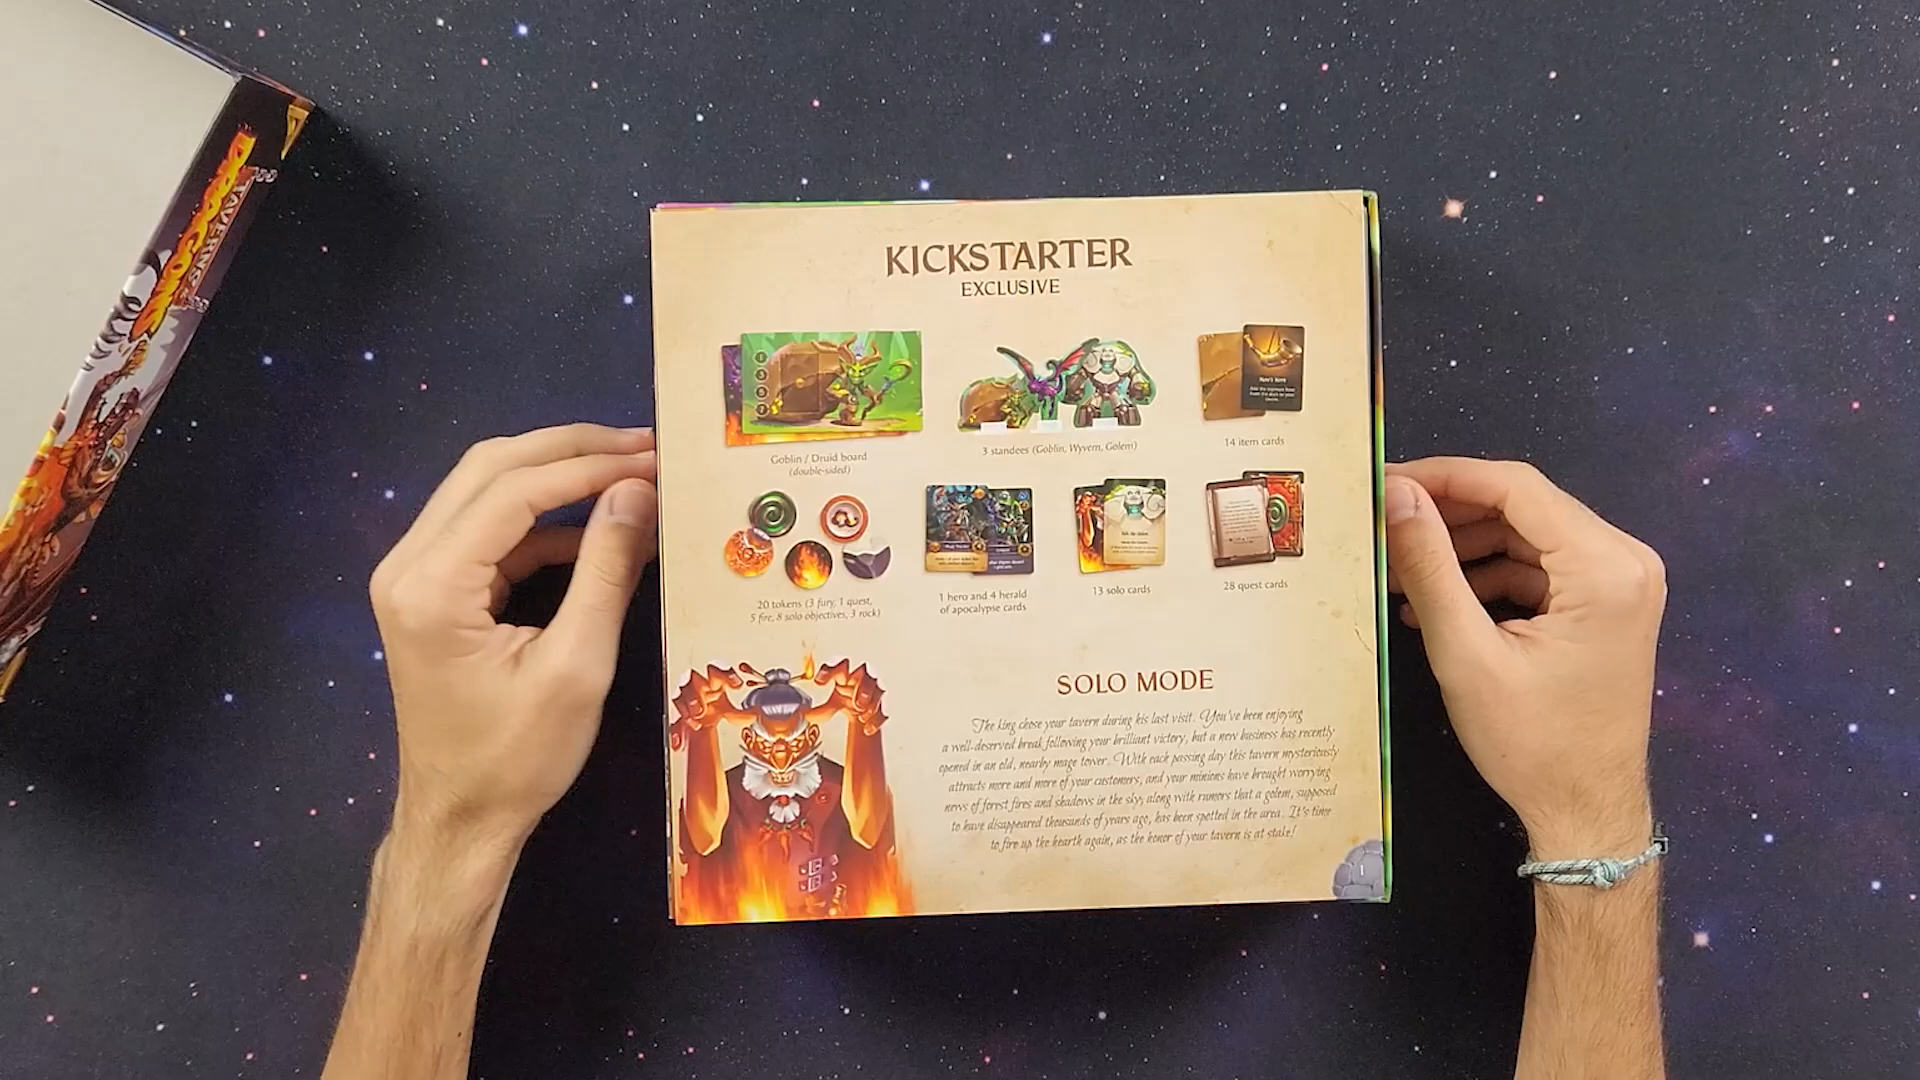 TAVERNS
DRAGONS
KICKSTARTER
EXCLUSIVE
1
3
5
7
Goblin / Druid board
(double-sided)
3 standees (Goblin, Wyvern, Golem)
14 item cards
20 tokens (3 fury, 1 quest,
5 fire, 8 solo objectives, 3 rock)
1 hero and 4 herald
of apocalypse cards
13 solo cards
28 quest cards
SOLO MODE
The king chose your tavern during his last visit. You've been enjoying
a well-deserved break following your brilliant victory, but a new business has recently
opened in an old, nearby mage tower. With each passing day this tavern mysteriously
attracts more and more of your customers, and your minions have brought worrying
news of forest fires and shadows in the sky; along with rumors that a golem, supposed
to have disappeared thousands of years ago, has been spotted in the area. It's time
to fire up the hearth again, as the honor of your tavern is at stake!
1